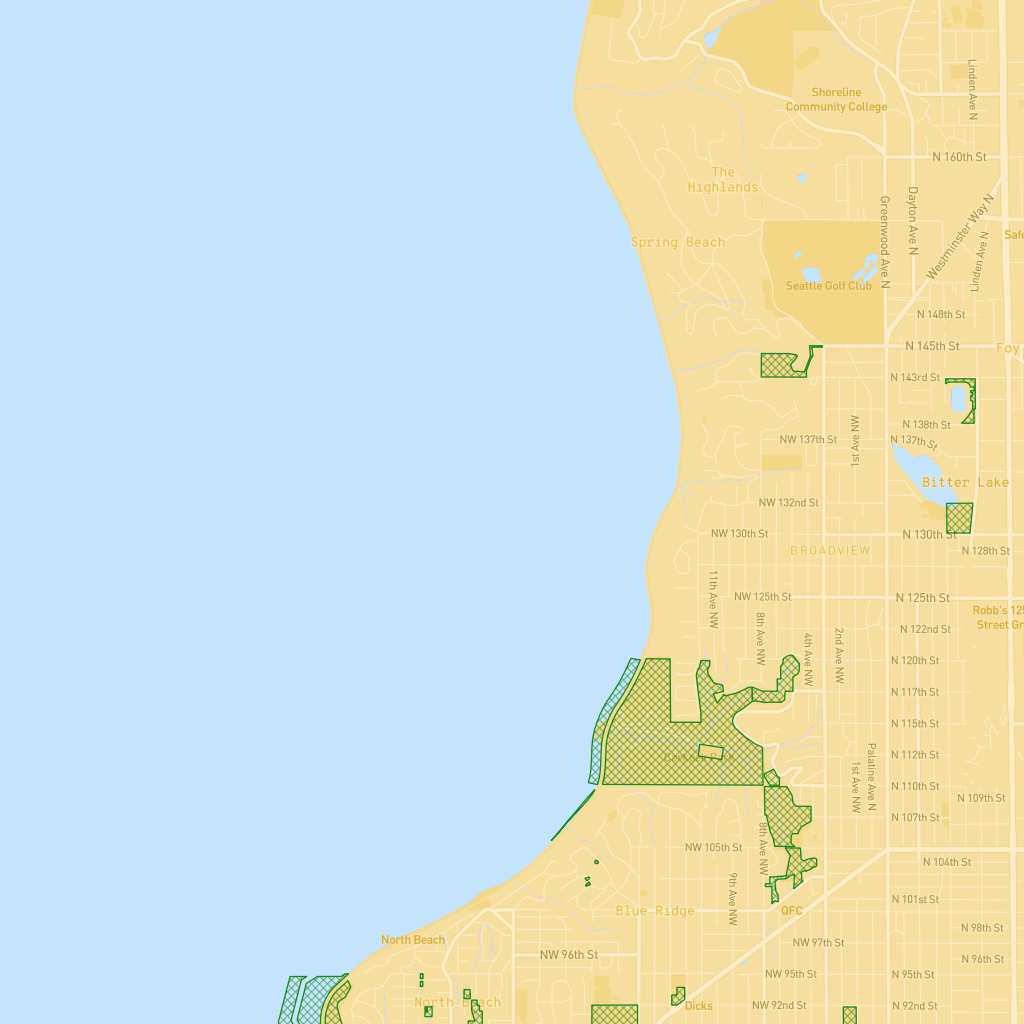 Linden Ave N
Shoreline
Community College
N 160th St
The
Highlands
Greenwood Ave N
Dayton Ave N
Westminster Way N
Linden Ave N
Safe
Spring Beach
Seattle Golf Club
N 148th St
N 145th St
Foy
N 143rd St
1st Ave NW
N 138th St
NW 137th St
N 137th St
Bitter Lake
NW 132nd St
NW 130th St
N 130th St
BROADVIEW
N 128th St
11th Ave NW
NW 125th St
N 125th St
8th Ave NW
Robb's 125
Street Gr
4th Ave NW
2nd Ave NW
N 122nd St
N 120th St
N 117th St
N 115th St
Carkeek Park
N 112th St
Palatine Ave N
1st Ave NW
N 110th St
N 109th St
N 107th St
8th Ave NW
NW 105th St
N 104th St
9th Ave NW
N 101st St
Blue Ridge
QFC
N 98th St
North Beach
NW 97th St
NW 96th St
N 96th St
NW 95th St
N 95th St
North Beach
Dicks
NW 92nd St
N 92nd St